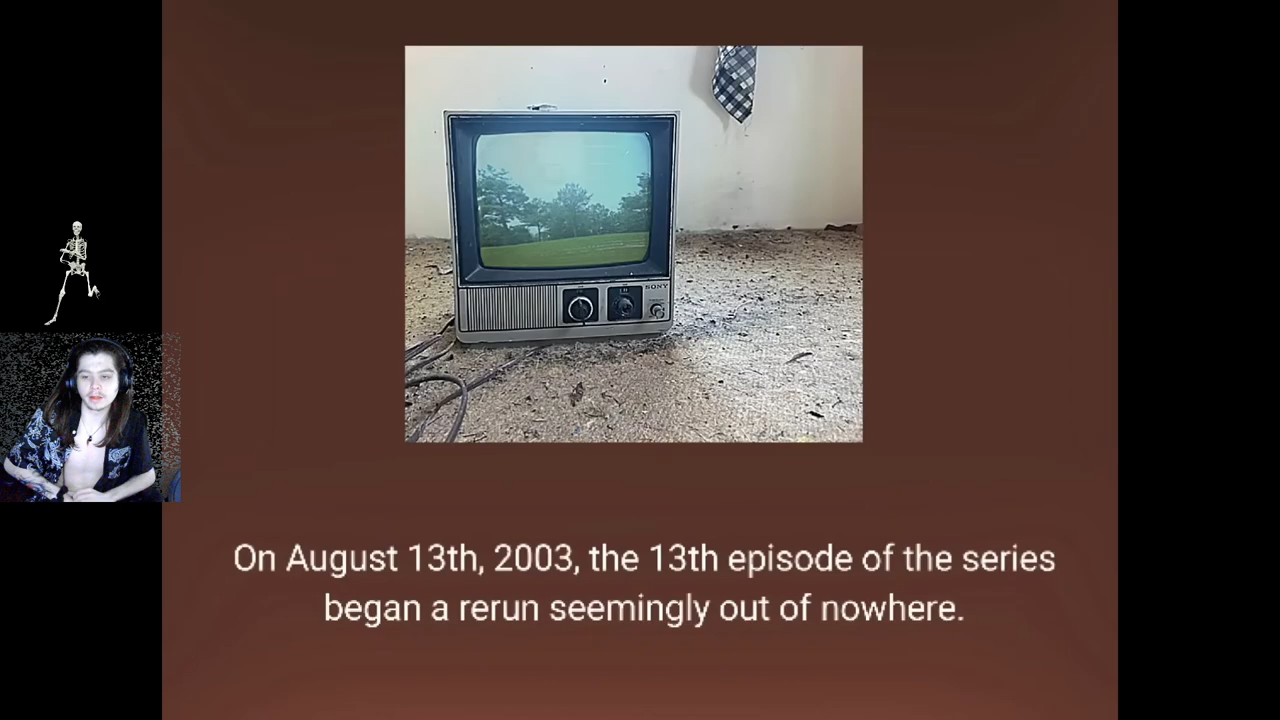 SONY
On August 13th, 2003, the 13th episode of the series
began a rerun seemingly out of nowhere.